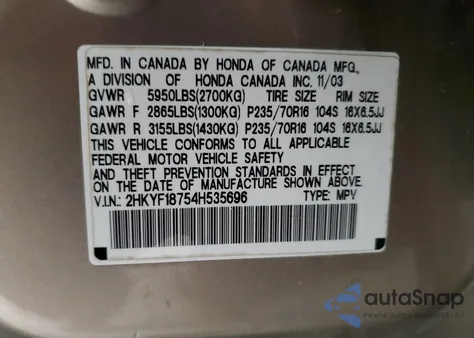 MFD. IN CANADA BY HONDA OF CANADA MFG.,
A DIVISION OF HONDA CANADA INC. 11/03
GVWR 5950LBS(2700KG) TIRE SIZE RIM SIZE
GAWR F 2865LBS(1300KG) P235/70R16 104S 16X6.5JJ
GAWR R 3155LBS(1430KG) P235/70R16 104S 16X6.5JJ
THIS VEHICLE CONFORMS TO ALL APPLICABLE
FEDERAL MOTOR VEHICLE SAFETY
AND THEFT PREVENTION STANDARDS IN EFFECT
ON THE DATE OF MANUFACTURE SHOWN ABOVE.
V.I.N.: 2HKYF18754H535696 TYPE: MPV
autoSnap